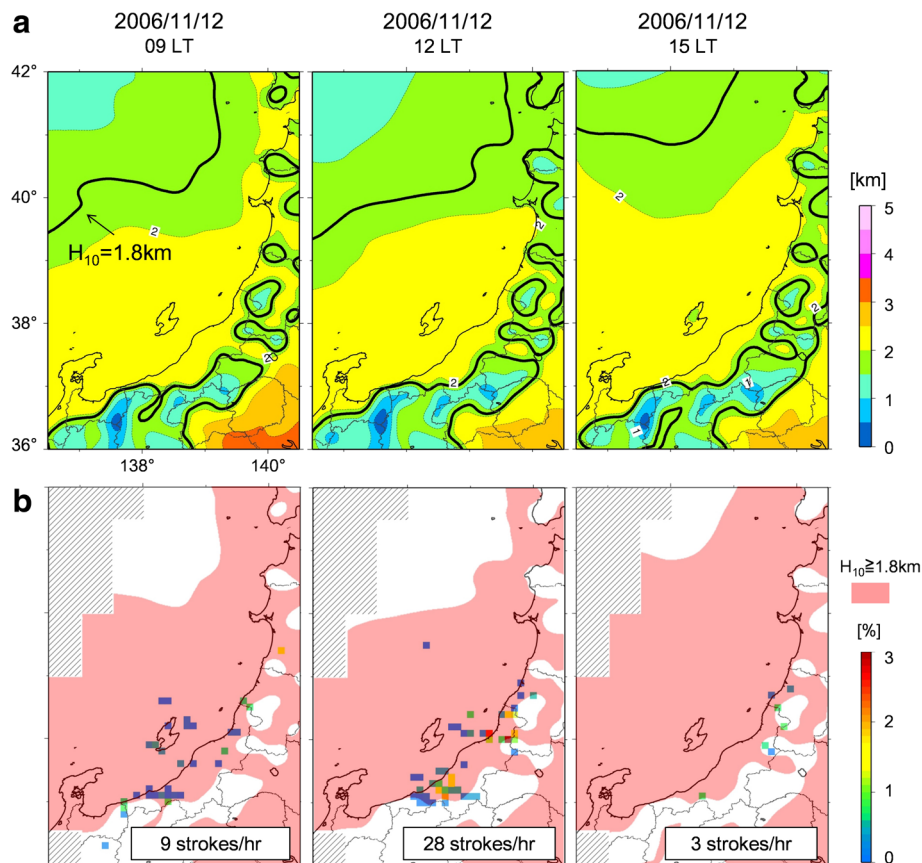 a
2006/11/12
09 LT
2006/11/12
12 LT
2006/11/12
15 LT
42°
40°
38°
36°
138°
140°
2
H10=1.8km
2
2
2
2
2
2
2
1
1
[km]
5
4
3
2
1
0
b
9 strokes/hr
28 strokes/hr
3 strokes/hr
H10≧1.8km
[%]
3
2
1
0